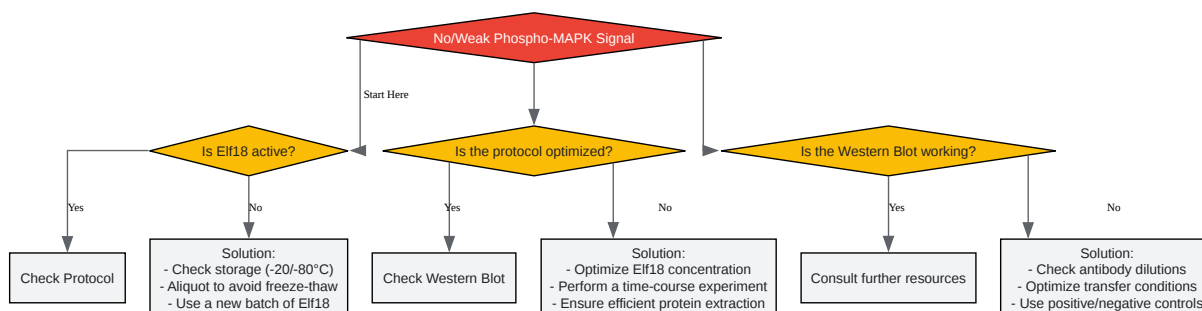 No/Weak Phospho-MAPK Signal
Start Here
Is Elf18 active?
Is the protocol optimized?
Is the Western Blot working?
Yes
No
Yes
No
Yes
No
Check Protocol
Solution:
- Check storage (-20/-80°C)
- Aliquot to avoid freeze-thaw
- Use a new batch of Elf18
Check Western Blot
Solution:
- Optimize Elf18 concentration
- Perform a time-course experiment
- Ensure efficient protein extraction
Consult further resources
Solution:
- Check antibody dilutions
- Optimize transfer conditions
- Use positive/negative controls